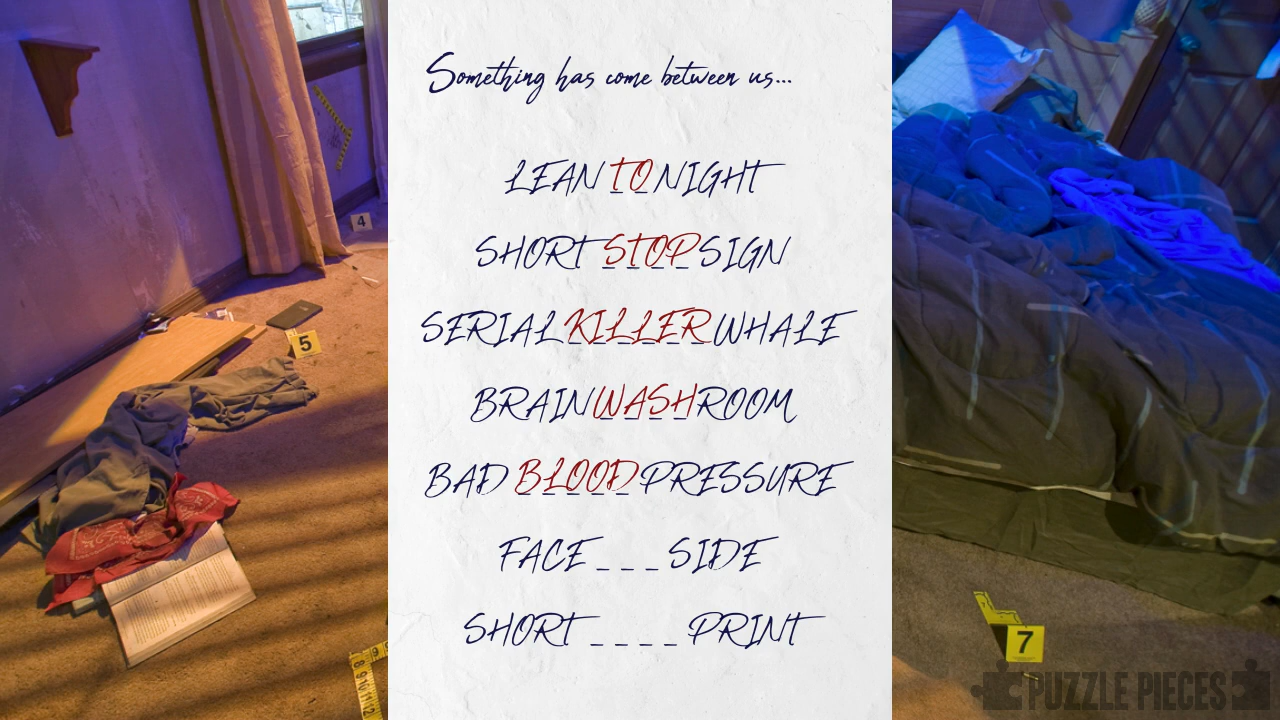 Something has come between us...
LEAN TO NIGHT
SHORT STOP SIGN
SERIAL KILLER WHALE
BRAIN WASH ROOM
BAD BLOOD PRESSURE
FACE _ _ _ SIDE
SHORT _ _ _ _ PRINT
4
5
7
PUZZLE PIECES